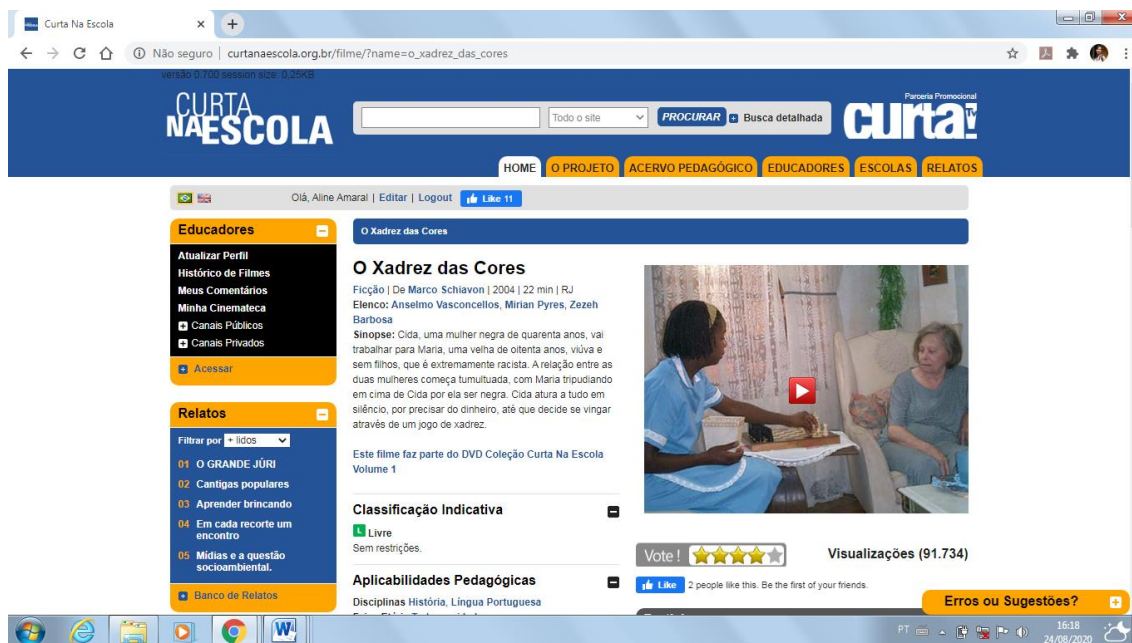 Curta Na Escola
Não seguro | curtanaescola.org.br/filme/?name=o_xadrez_das_cores
versão 0.700 session size: 0,25KB
CURTA
NAESCOLA
Todo o site
PROCURAR
Busca detalhada
Parceria Promocional
curta!
TV
HOME
O PROJETO
ACERVO PEDAGÓGICO
EDUCADORES
ESCOLAS
RELATOS
Olá, Aline Amaral | Editar | Logout
Like 11
Educadores
Atualizar Perfil
Histórico de Filmes
Meus Comentários
Minha Cinemateca
Canais Públicos
Canais Privados
Acessar
Relatos
Filtrar por + lidos
01 O GRANDE JÚRI
02 Cantigas populares
03 Aprender brincando
04 Em cada recorte um
encontro
05 Mídias e a questão
socioambiental.
Banco de Relatos
O Xadrez das Cores
O Xadrez das Cores
Ficção | De Marco Schiavon | 2004 | 22 min | RJ
Elenco: Anselmo Vasconcellos, Mirian Pyres, Zezeh
Barbosa
Sinopse: Cida, uma mulher negra de quarenta anos, vai
trabalhar para Maria, uma velha de oitenta anos, viúva e
sem filhos, que é extremamente racista. A relação entre as
duas mulheres começa tumultuada, com Maria tripudiando
em cima de Cida por ela ser negra. Cida atura a tudo em
silêncio, por precisar do dinheiro, até que decide se vingar
através de um jogo de xadrez.
Este filme faz parte do DVD Coleção Curta Na Escola
Volume 1
Classificação Indicativa
L Livre
Sem restrições.
Aplicabilidades Pedagógicas
Disciplinas História, Língua Portuguesa
Vote!
Visualizações (91.734)
Like 2 people like this. Be the first of your friends.
Erros ou Sugestões?
PT
16:18
24/08/2020